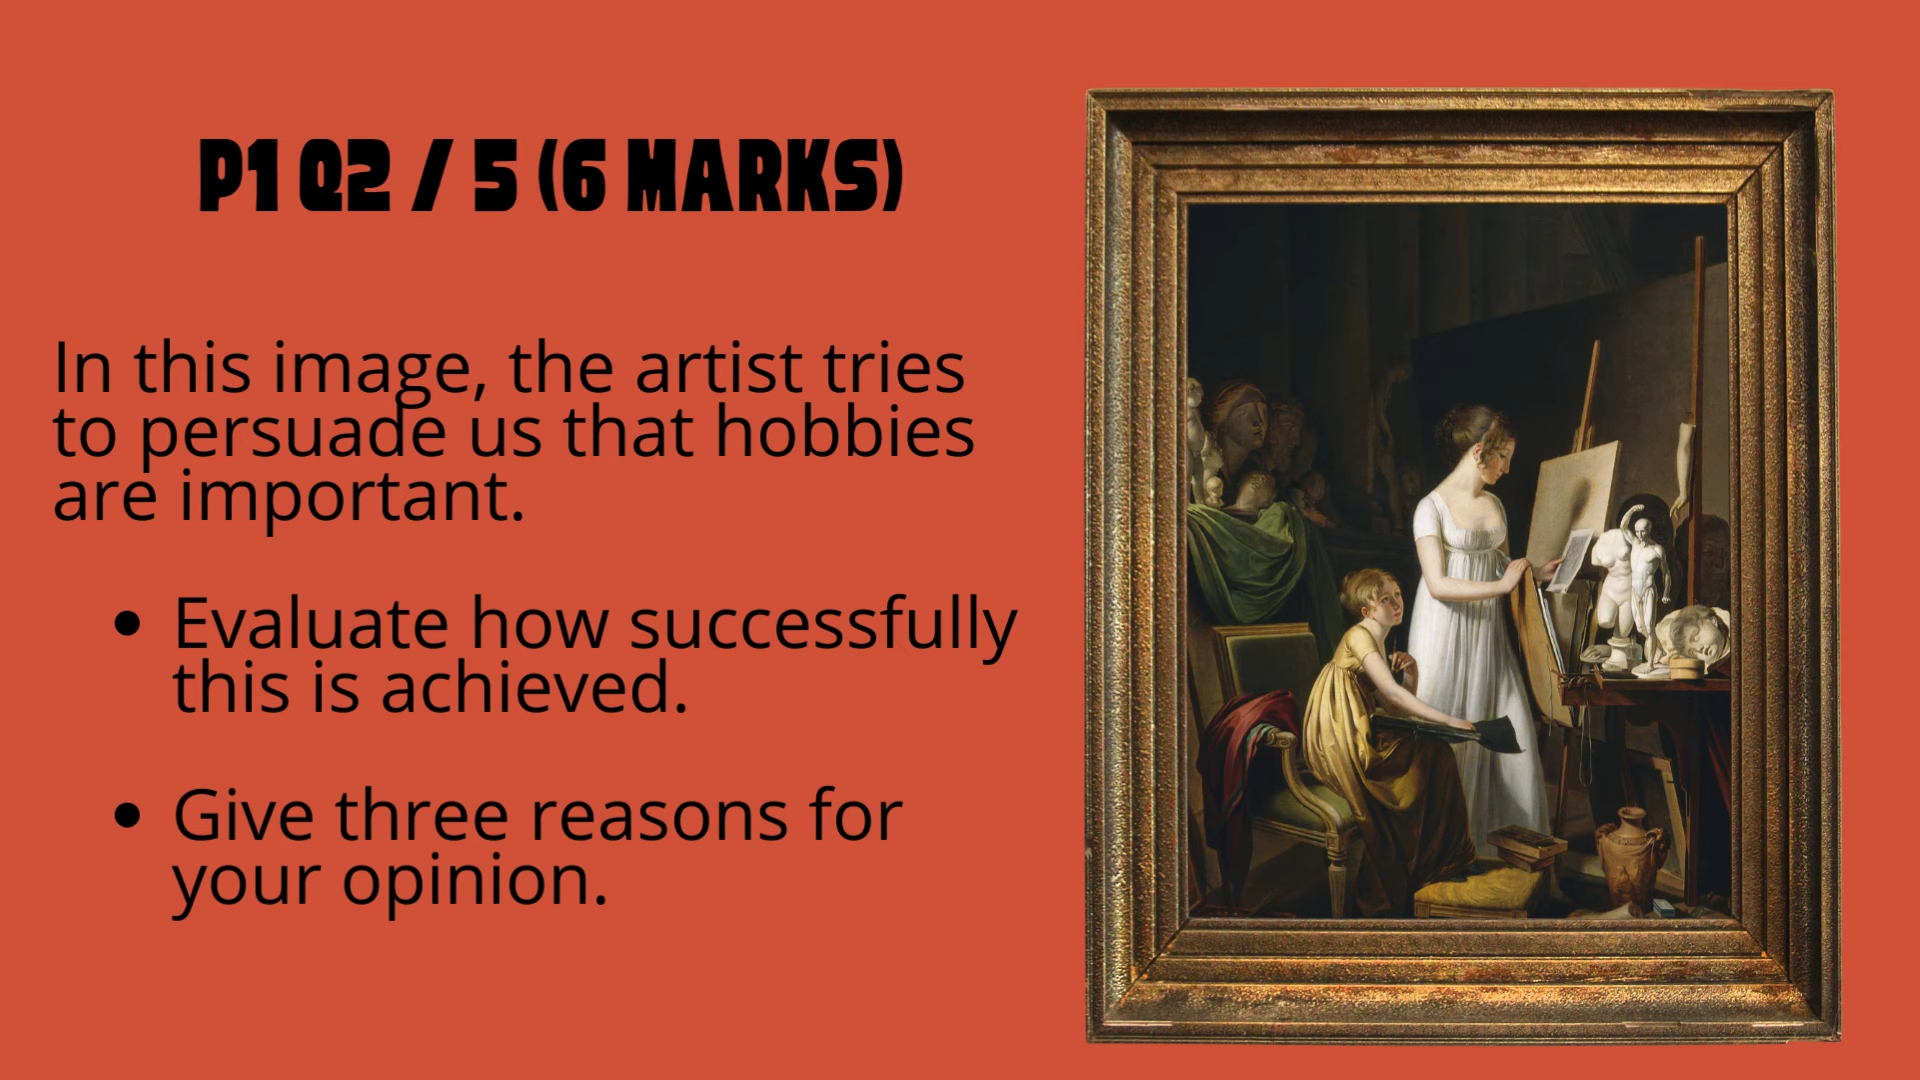 P1 Q2 / 5 (6 MARKS)
In this image, the artist tries
to persuade us that hobbies
are important.
• Evaluate how successfully
this is achieved.
• Give three reasons for
your opinion.